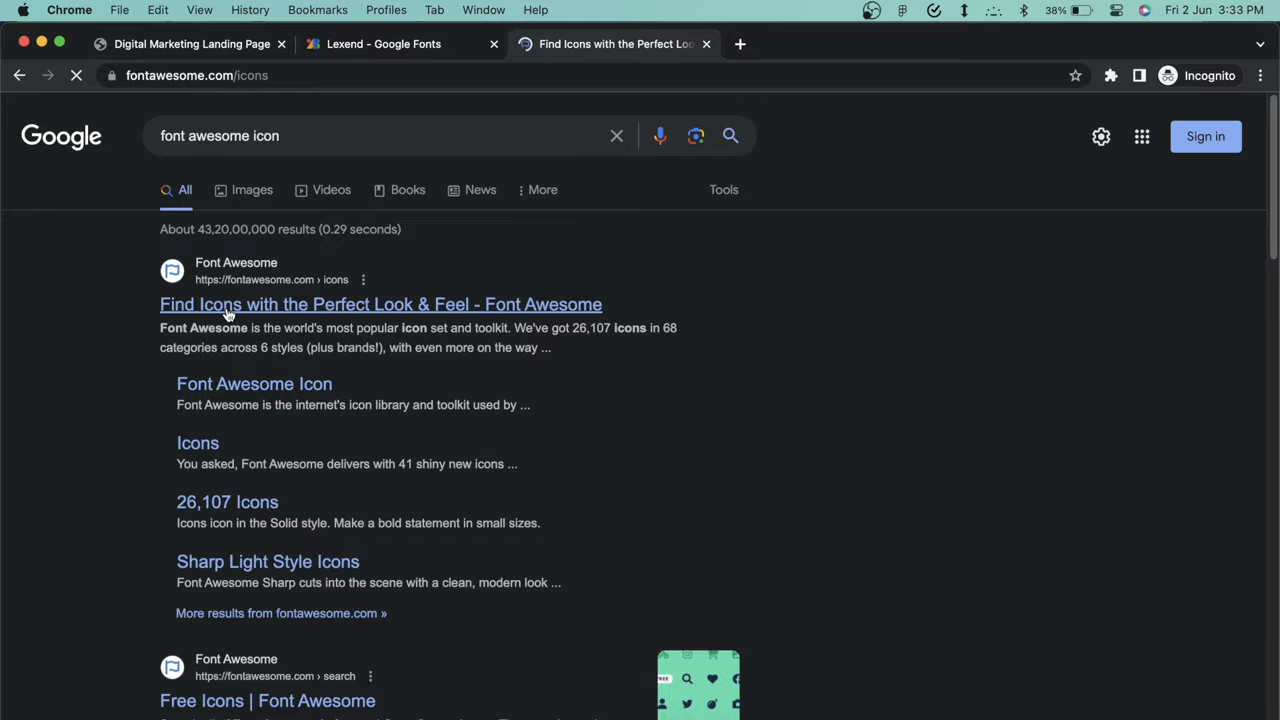 Chrome File Edit View History Bookmarks Profiles Tab Window Help 38% Fri 2 Jun 3:33 PM
Digital Marketing Landing Page Lexend - Google Fonts Find Icons with the Perfect Loo
fontawesome.com/icons Incognito
Google font awesome icon Sign in
All Images Videos Books News More Tools
About 43,20,00,000 results (0.29 seconds)
Font Awesome
https://fontawesome.com › icons
Find Icons with the Perfect Look & Feel - Font Awesome
Font Awesome is the world's most popular icon set and toolkit. We've got 26,107 icons in 68
categories across 6 styles (plus brands!), with even more on the way ...
Font Awesome Icon
Font Awesome is the internet's icon library and toolkit used by ...
Icons
You asked, Font Awesome delivers with 41 shiny new icons ...
26,107 Icons
Icons icon in the Solid style. Make a bold statement in small sizes.
Sharp Light Style Icons
Font Awesome Sharp cuts into the scene with a clean, modern look ...
More results from fontawesome.com »
Font Awesome
https://fontawesome.com › search
FREE
Free Icons | Font Awesome